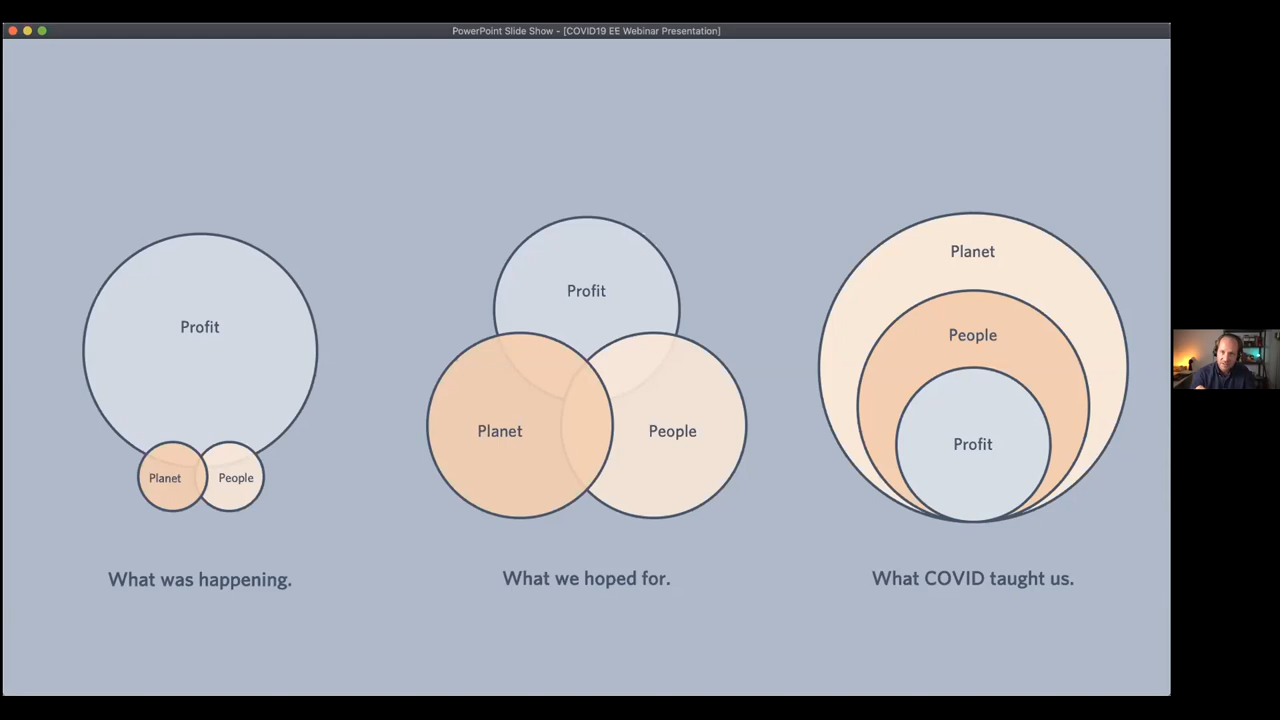 PowerPoint Slide Show - [COVID19 EE Webinar Presentation]
Profit
Planet
People
What was happening.
Profit
Planet
People
What we hoped for.
Planet
People
Profit
What COVID taught us.